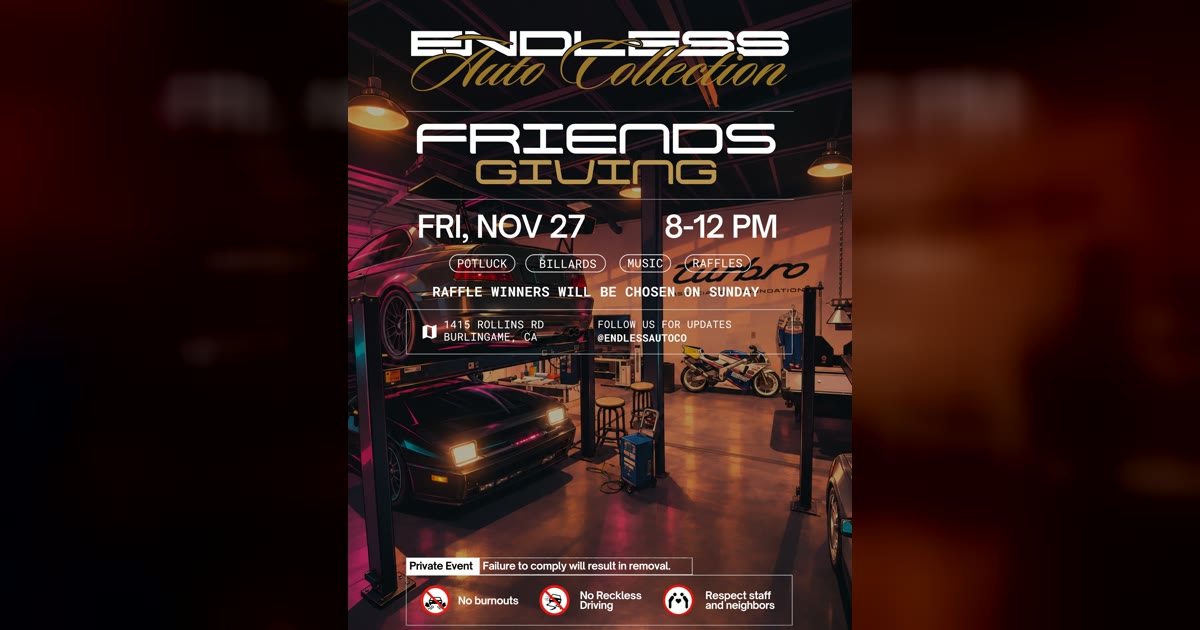 ENDLESS
Auto Collection
FRIENDS
GIVING
FRI, NOV 27
8-12 PM
POTLUCK
BILLARDS
MUSIC
RAFFLES
turbro
RAFFLE WINNERS WILL BE CHOSEN ON SUNDAY
1415 ROLLINS RD
BURLINGAME, CA
FOLLOW US FOR UPDATES
@ENDLESSAUTOCO
Private Event
Failure to comply will result in removal.
No burnouts
No Reckless
Driving
Respect staff
and neighbors